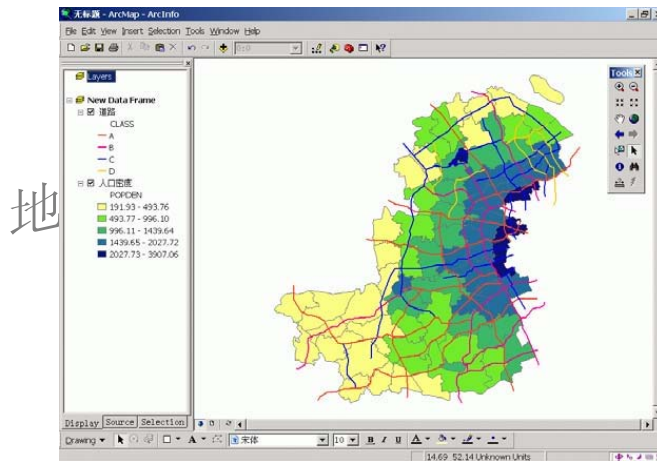 无标题 - ArcMap - ArcInfo
File Edit View Insert Selection Tools Window Help
0:0
Layers
Tools
New Data Frame
道路
CLASS
A
B
C
D
人口密度
POPDEN
191.93 - 493.76
493.77 - 996.10
996.11 - 1439.64
1439.65 - 2027.72
2027.73 - 3907.06
地
Display Source Selection
Drawing A 宋体 10 B I U A
14.69 52.14 Unknown Units